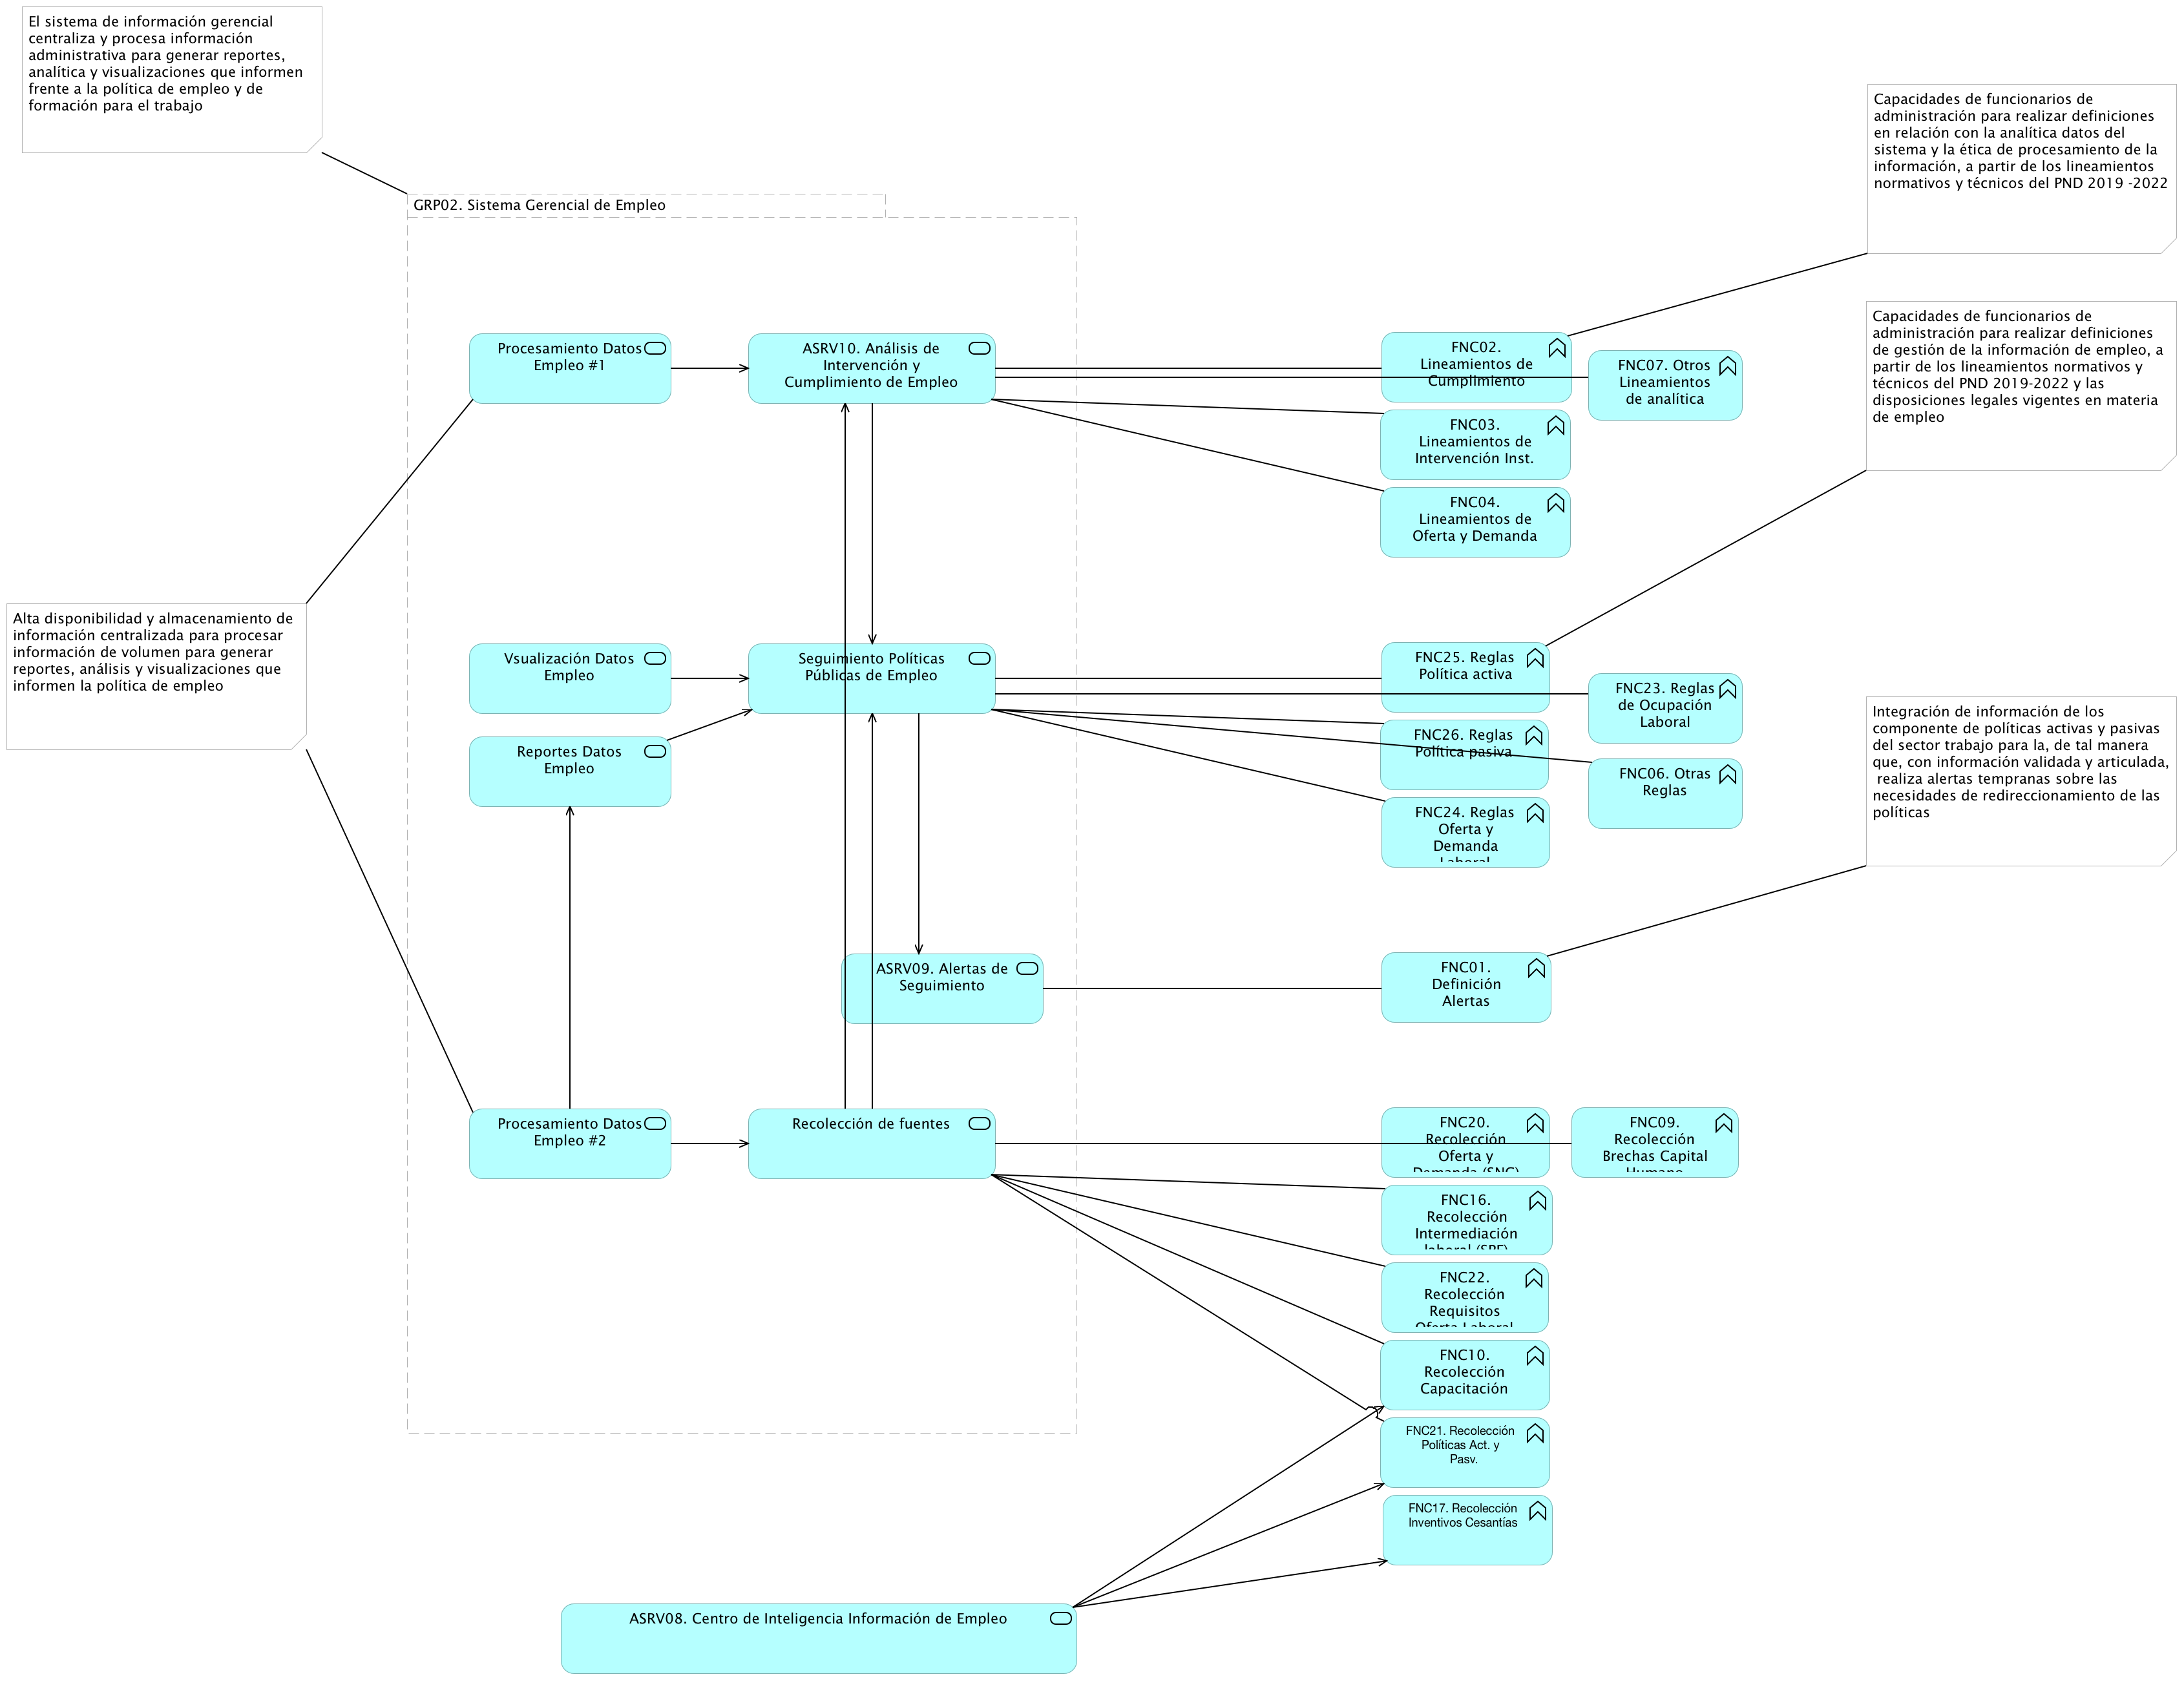 El sistema de información gerencial
centraliza y procesa información
administrativa para generar reportes,
analítica y visualizaciones que informen
frente a la política de empleo y de
formación para el trabajo
Capacidades de funcionarios de
administración para realizar definiciones
en relación con la analítica datos del
sistema y la ética de procesamiento de la
información, a partir de los lineamientos
normativos y técnicos del PND 2019 -2022
GRP02. Sistema Gerencial de Empleo
Procesamiento Datos
Empleo #1
ASRV10. Análisis de
Intervención y
Cumplimiento de Empleo
FNC02.
Lineamientos de
Cumplimiento
FNC07. Otros
Lineamientos
de analítica
FNC03.
Lineamientos de
Intervención Inst.
FNC04.
Lineamientos de
Oferta y Demanda
Capacidades de funcionarios de
administración para realizar definiciones
de gestión de la información de empleo, a
partir de los lineamientos normativos y
técnicos del PND 2019-2022 y las
disposiciones legales vigentes en materia
de empleo
Alta disponibilidad y almacenamiento de
información centralizada para procesar
información de volumen para generar
reportes, análisis y visualizaciones que
informen la política de empleo
Vsualización Datos
Empleo
Seguimiento Políticas
Públicas de Empleo
Reportes Datos
Empleo
FNC25. Reglas
Política activa
FNC23. Reglas
de Ocupación
Laboral
FNC26. Reglas
Política pasiva
FNC06. Otras
Reglas
FNC24. Reglas
Oferta y
Demanda
Laboral
Integración de información de los
componente de políticas activas y pasivas
del sector trabajo para la, de tal manera
que, con información validada y articulada,
realiza alertas tempranas sobre las
necesidades de redireccionamiento de las
políticas
ASRV09. Alertas de
Seguimiento
FNC01.
Definición
Alertas
Procesamiento Datos
Empleo #2
Recolección de fuentes
FNC20.
Recolección
Oferta y
Demanda (SNC)
FNC09.
Recolección
Brechas Capital
Humano
FNC16.
Recolección
Intermediación
laboral (SPE)
FNC22.
Recolección
Requisitos
Oferta Laboral
FNC10.
Recolección
Capacitación
FNC21. Recolección
Políticas Act. y
Pasv.
FNC17. Recolección
Inventivos Cesantías
ASRV08. Centro de Inteligencia Información de Empleo